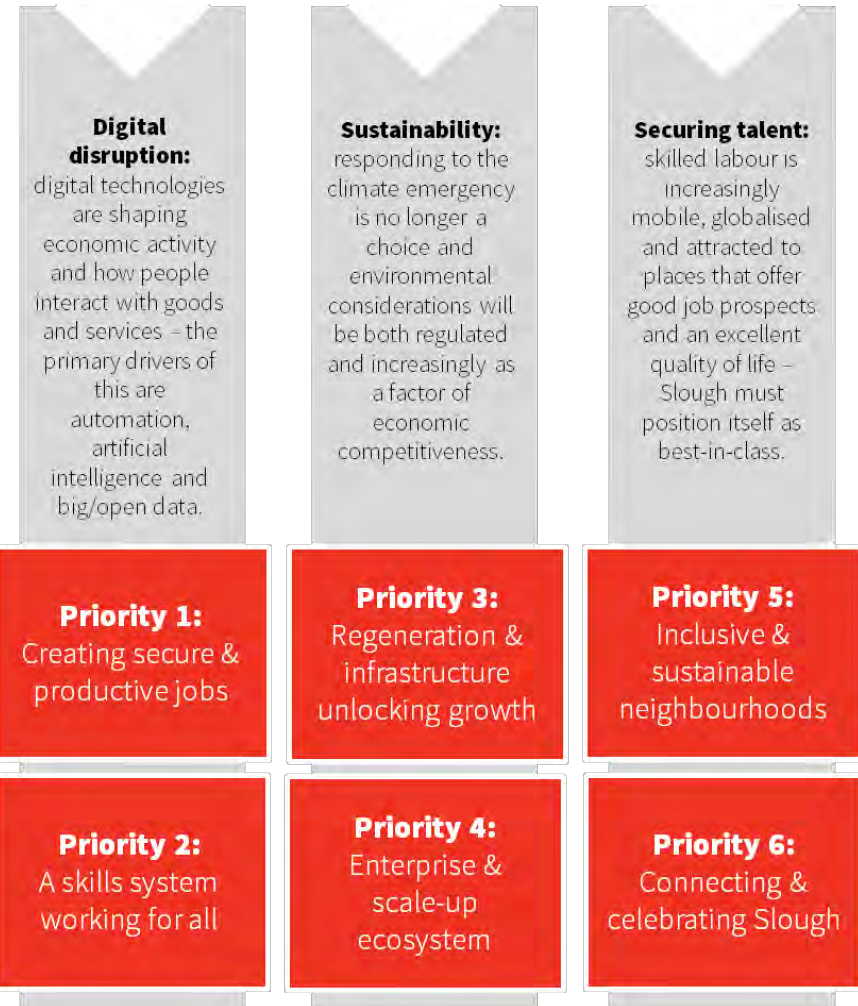 Digital
disruption:
digital technologies
are shaping
economic activity
and how people
interact with goods
and services – the
primary drivers of
this are
automation,
artificial
intelligence and
big/open data.
Sustainability:
responding to the
climate emergency
is no longer a
choice and
environmental
considerations will
be both regulated
and increasingly as
a factor of
economic
competitiveness.
Securing talent:
skilled labour is
increasingly
mobile, globalised
and attracted to
places that offer
good job prospects
and an excellent
quality of life –
Slough must
position itself as
best-in-class.
Priority 1:
Creating secure &
productive jobs
Priority 3:
Regeneration &
infrastructure
unlocking growth
Priority 5:
Inclusive &
sustainable
neighbourhoods
Priority 2:
A skills system
working for all
Priority 4:
Enterprise &
scale-up
ecosystem
Priority 6:
Connecting &
celebrating Slough